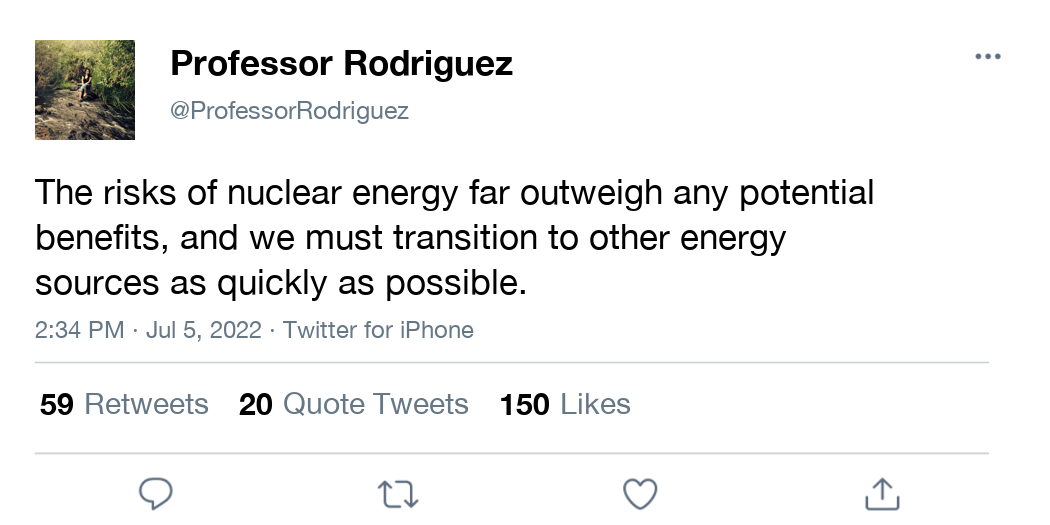 Professor Rodriguez
@ProfessorRodriguez
The risks of nuclear energy far outweigh any potential
benefits, and we must transition to other energy
sources as quickly as possible.
2:34 PM · Jul 5, 2022 · Twitter for iPhone
59 Retweets 20 Quote Tweets 150 Likes